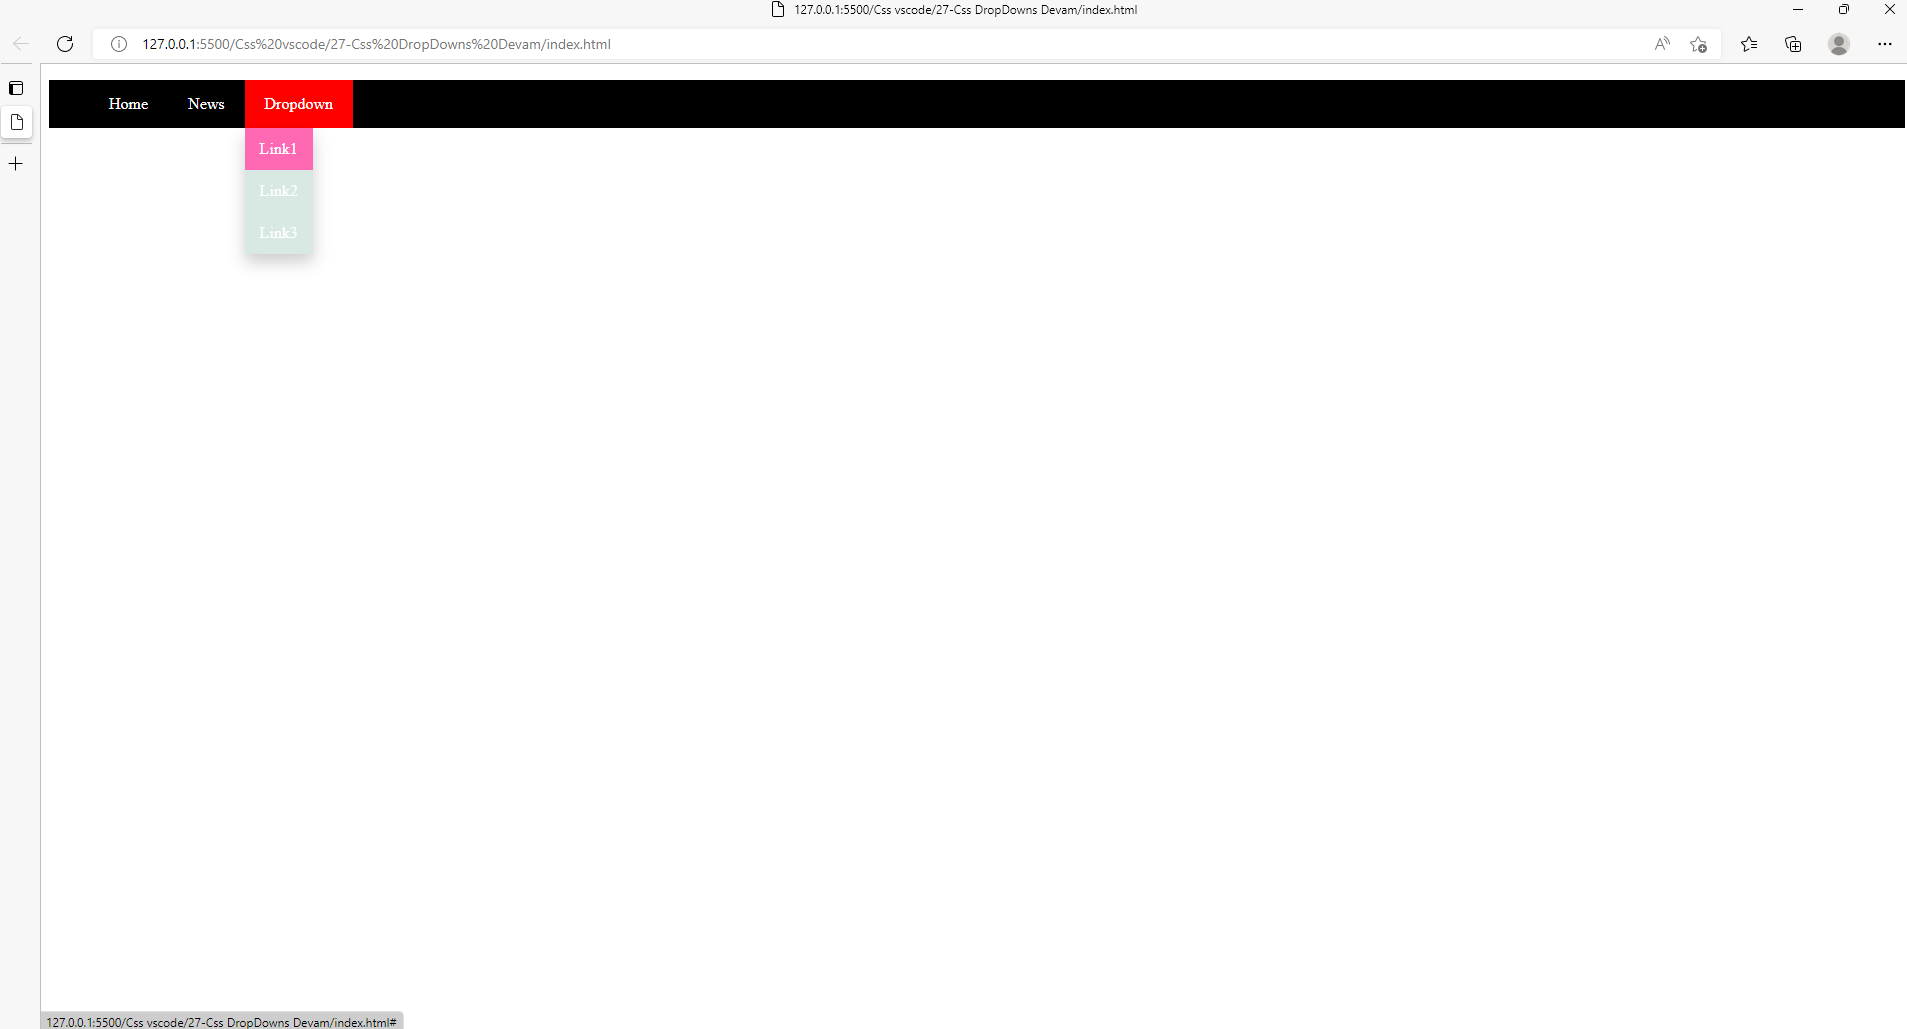 127.0.0.1:5500/Css vscode/27-Css DropDowns Devam/index.html
127.0.0.1:5500/Css%20vscode/27-Css%20DropDowns%20Devam/index.html
Home News Dropdown
Link1
Link2
Link3
127.0.0.1:5500/Css vscode/27-Css DropDowns Devam/index.html#